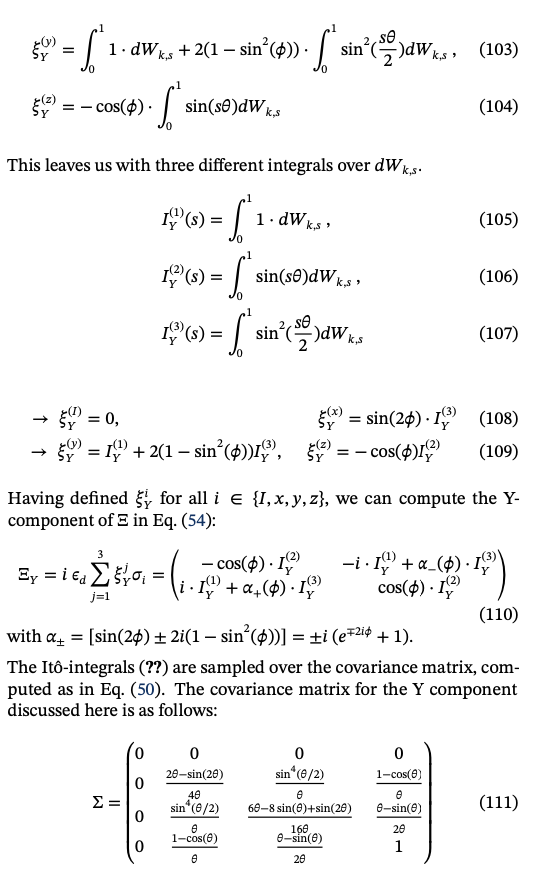 ξ_Y^{(y)} = ∫_0^1 1 · dW_{k,s} + 2(1 − sin²(ϕ)) · ∫_0^1 sin²(sθ/2)dW_{k,s} , (103)
ξ_Y^{(z)} = − cos(ϕ) · ∫_0^1 sin(sθ)dW_{k,s} (104)
This leaves us with three different integrals over dW_{k,s}.
I_Y^{(1)}(s) = ∫_0^1 1 · dW_{k,s} , (105)
I_Y^{(2)}(s) = ∫_0^1 sin(sθ)dW_{k,s} , (106)
I_Y^{(3)}(s) = ∫_0^1 sin²(sθ/2)dW_{k,s} (107)
→ ξ_Y^{(I)} = 0, ξ_Y^{(x)} = sin(2ϕ) · I_Y^{(3)} (108)
→ ξ_Y^{(y)} = I_Y^{(1)} + 2(1 − sin²(ϕ))I_Y^{(3)}, ξ_Y^{(z)} = − cos(ϕ)I_Y^{(2)} (109)
Having defined ξ_Y^i for all i ∈ {I, x, y, z}, we can compute the Y-
component of Ξ in Eq. (54):
Ξ_Y = i ϵ_d ∑_{j=1}^3 ξ_Y^j σ_i = ( − cos(ϕ) · I_Y^{(2)} −i · I_Y^{(1)} + α_−(ϕ) · I_Y^{(3)}
i · I_Y^{(1)} + α_+(ϕ) · I_Y^{(3)} cos(ϕ) · I_Y^{(2)} )
(110)
with α_± = [sin(2ϕ) ± 2i(1 − sin²(ϕ))] = ±i (e^{∓2iϕ} + 1).
The Itô-integrals (??) are sampled over the covariance matrix, com-
puted as in Eq. (50). The covariance matrix for the Y component
discussed here is as follows:
Σ = ( 0 0 0 0
0 (2θ−sin(2θ))/(4θ) sin⁴(θ/2)/θ (1−cos(θ))/θ
0 sin⁴(θ/2)/θ (6θ−8 sin(θ)+sin(2θ))/(16θ) (θ−sin(θ))/(2θ)
0 (1−cos(θ))/θ (θ−sin(θ))/(2θ) 1 ) (111)